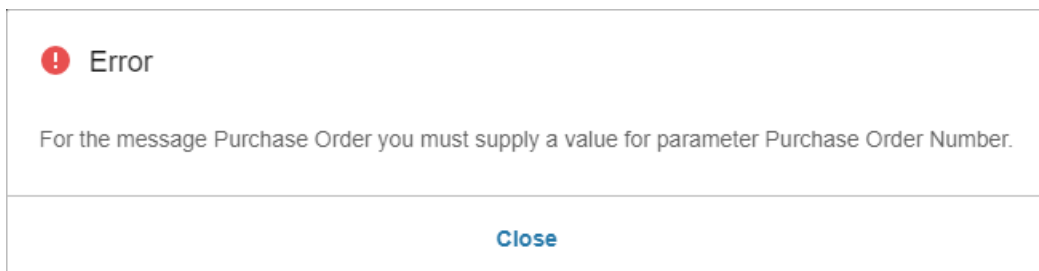 Error
For the message Purchase Order you must supply a value for parameter Purchase Order Number.
Close